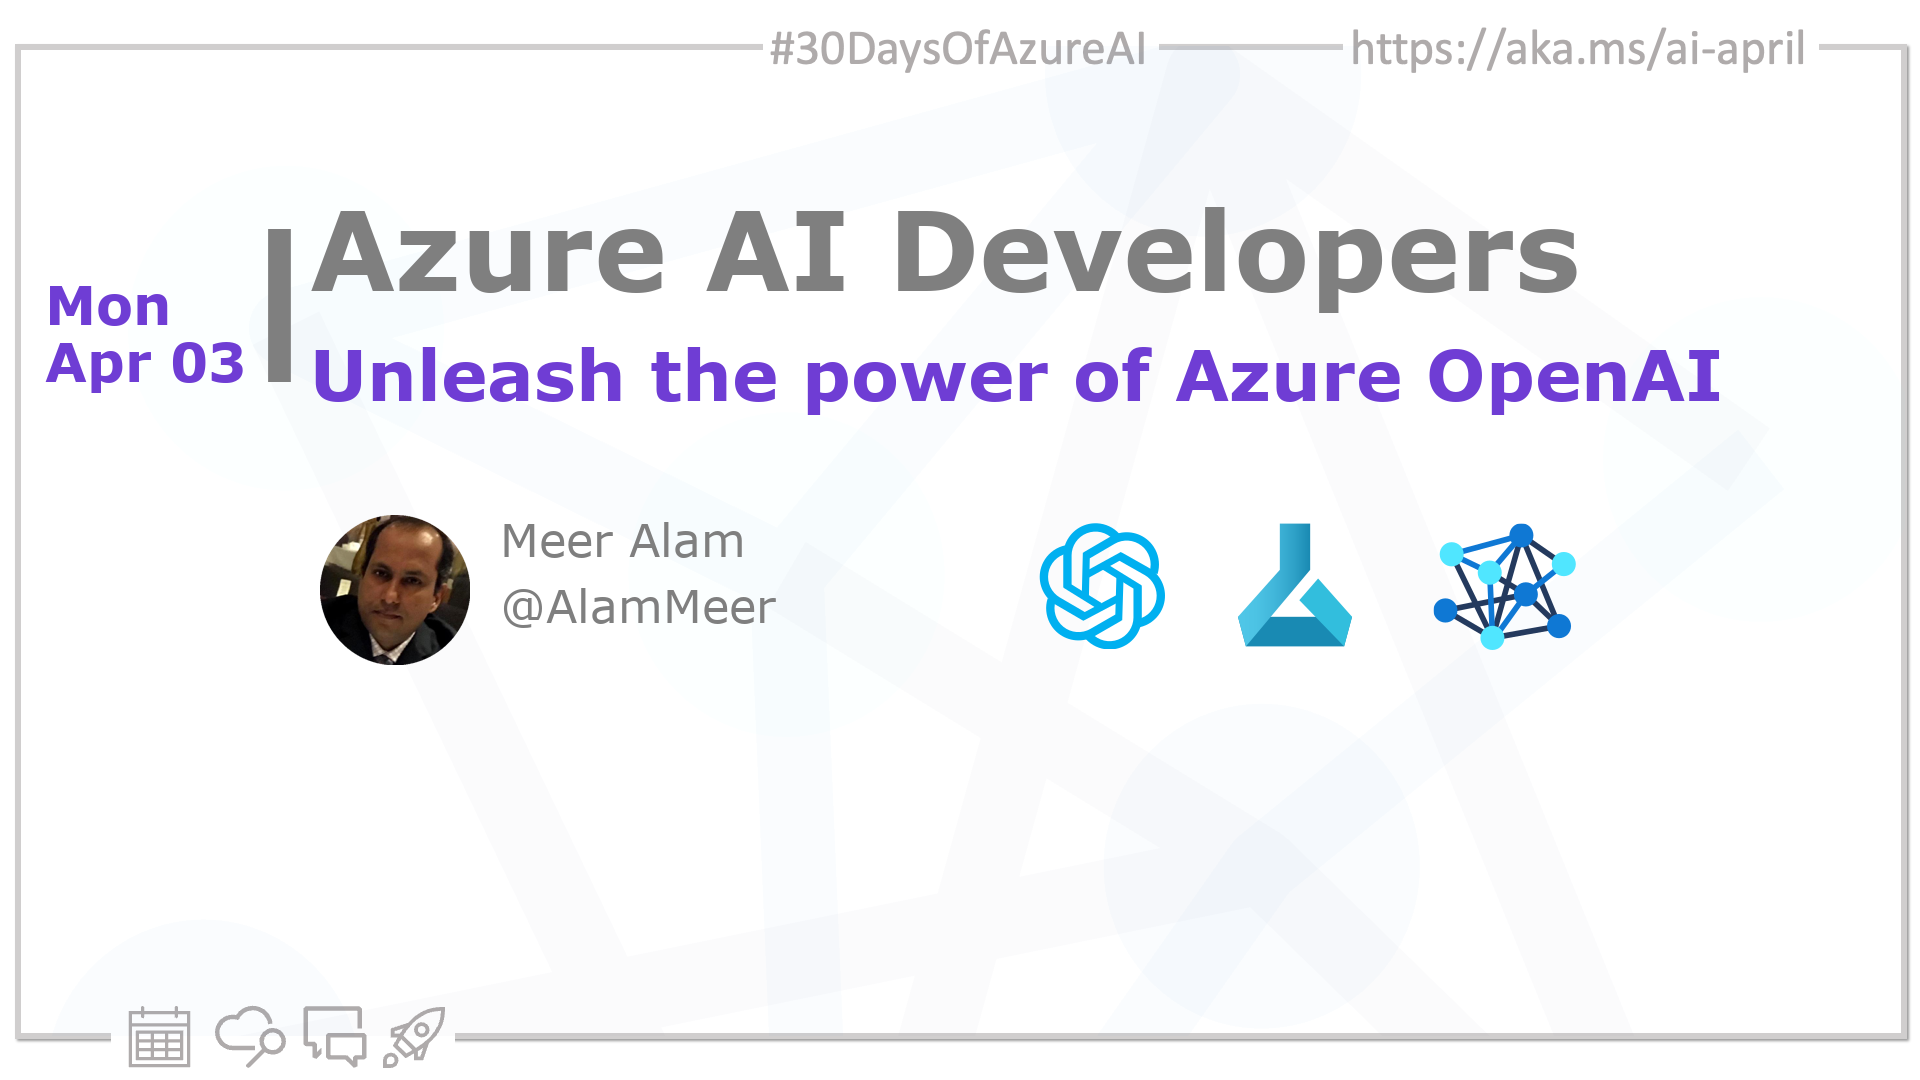 #30DaysOfAzureAI
https://aka.ms/ai-april
Mon
Apr 03
Azure AI Developers
Unleash the power of Azure OpenAI
Meer Alam
@AlamMeer